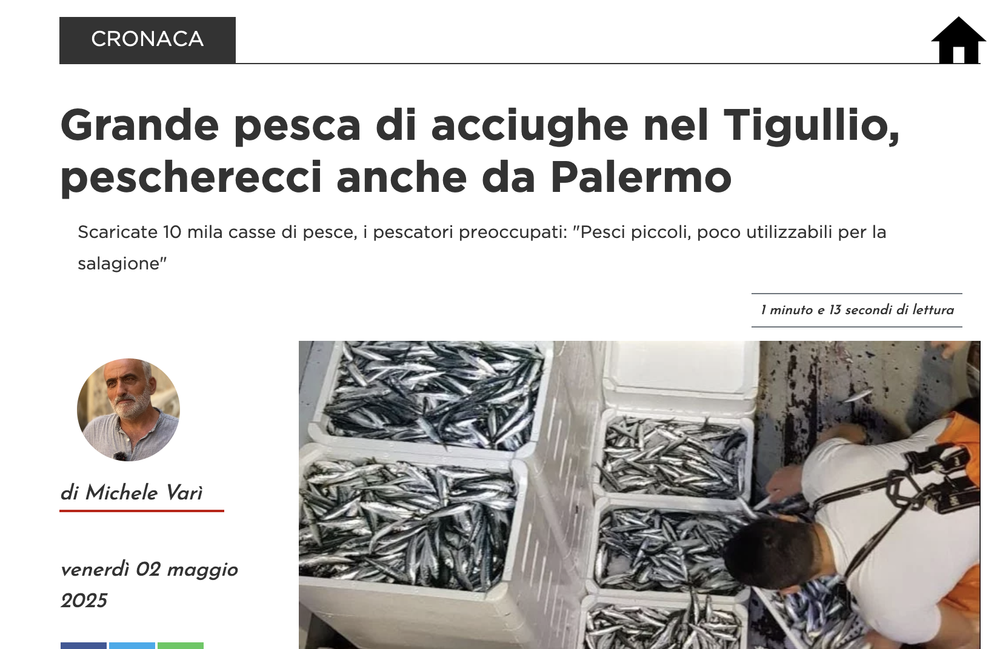 CRONACA
Grande pesca di acciughe nel Tigullio,
pescherecci anche da Palermo
Scaricate 10 mila casse di pesce, i pescatori preoccupati: "Pesci piccoli, poco utilizzabili per la
salagione"
1 minuto e 13 secondi di lettura
di Michele Varì
venerdì 02 maggio
2025